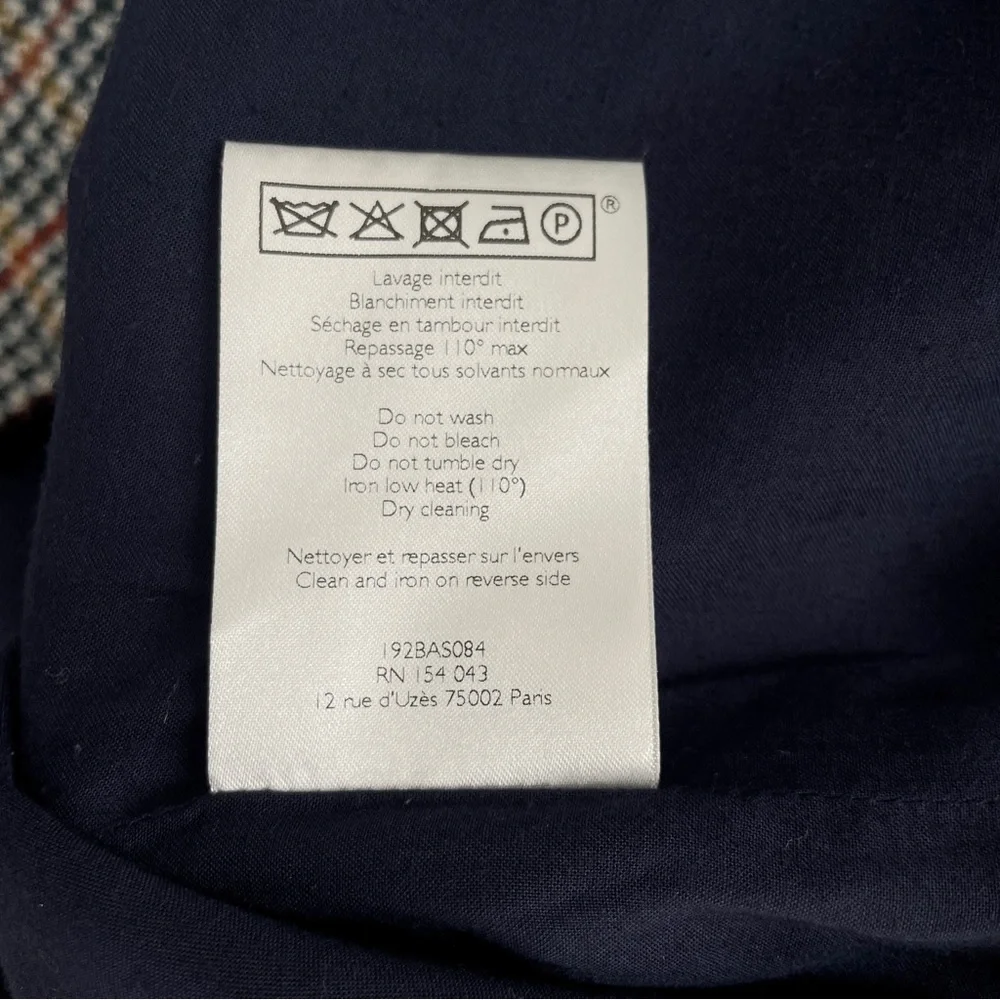 P ®
Lavage interdit
Blanchiment interdit
Séchage en tambour interdit
Repassage 110° max
Nettoyage à sec tous solvants normaux
Do not wash
Do not bleach
Do not tumble dry
Iron low heat (110°)
Dry cleaning
Nettoyer et repasser sur l'envers
Clean and iron on reverse side
192BAS084
RN 154 043
12 rue d'Uzès 75002 Paris